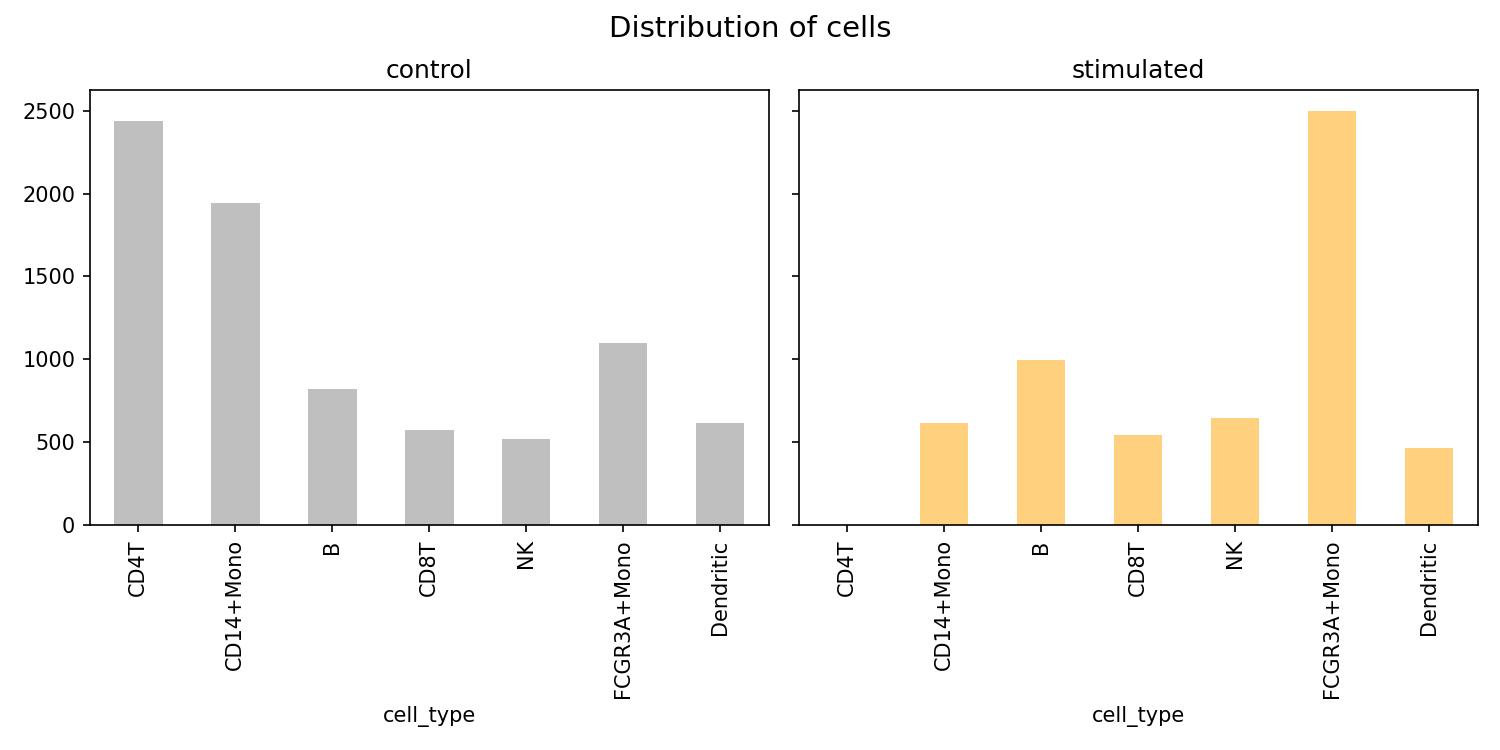 Distribution of cells
control
stimulated
2500
2000
1500
1000
500
0
CD4T
CD14+Mono
B
CD8T
NK
FCGR3A+Mono
Dendritic
cell_type
CD4T
CD14+Mono
B
CD8T
NK
FCGR3A+Mono
Dendritic
cell_type